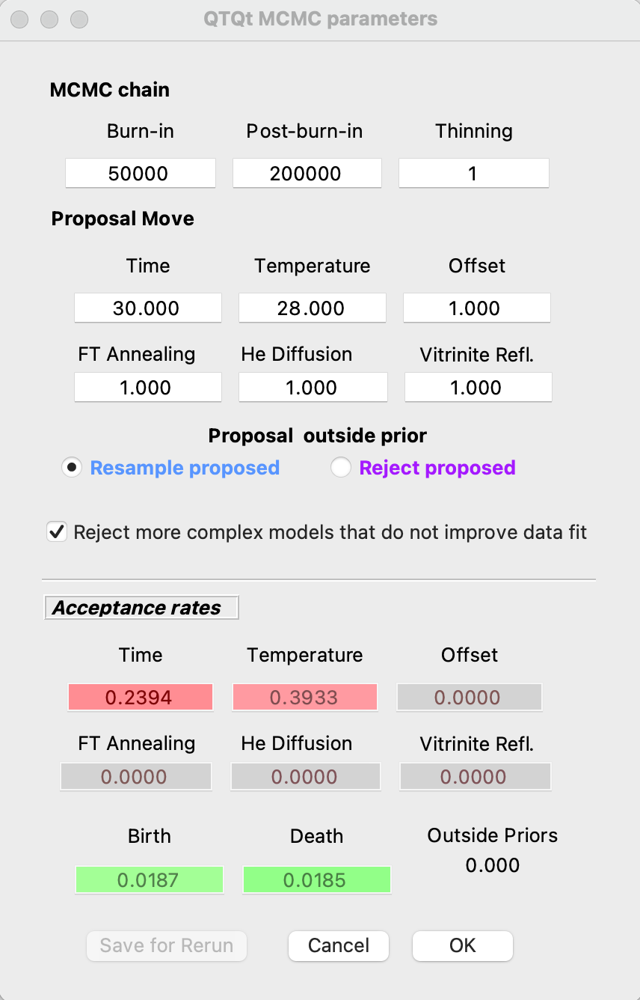 QTQt MCMC parameters
MCMC chain
Burn-in Post-burn-in Thinning
50000 200000 1
Proposal Move
Time Temperature Offset
30.000 28.000 1.000
FT Annealing He Diffusion Vitrinite Refl.
1.000 1.000 1.000
Proposal outside prior
Resample proposed Reject proposed
Reject more complex models that do not improve data fit
Acceptance rates
Time Temperature Offset
0.2394 0.3933 0.0000
FT Annealing He Diffusion Vitrinite Refl.
0.0000 0.0000 0.0000
Birth Death Outside Priors
0.0187 0.0185 0.000
Save for Rerun Cancel OK